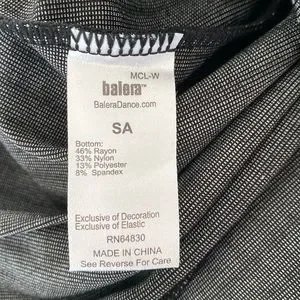 MCL-W
balera™
BaleraDance.com
SA
Bottom:
46% Rayon
33% Nylon
13% Polyester
8% Spandex
Exclusive of Decoration
Exclusive of Elastic
RN64830
MADE IN CHINA
See Reverse For Care